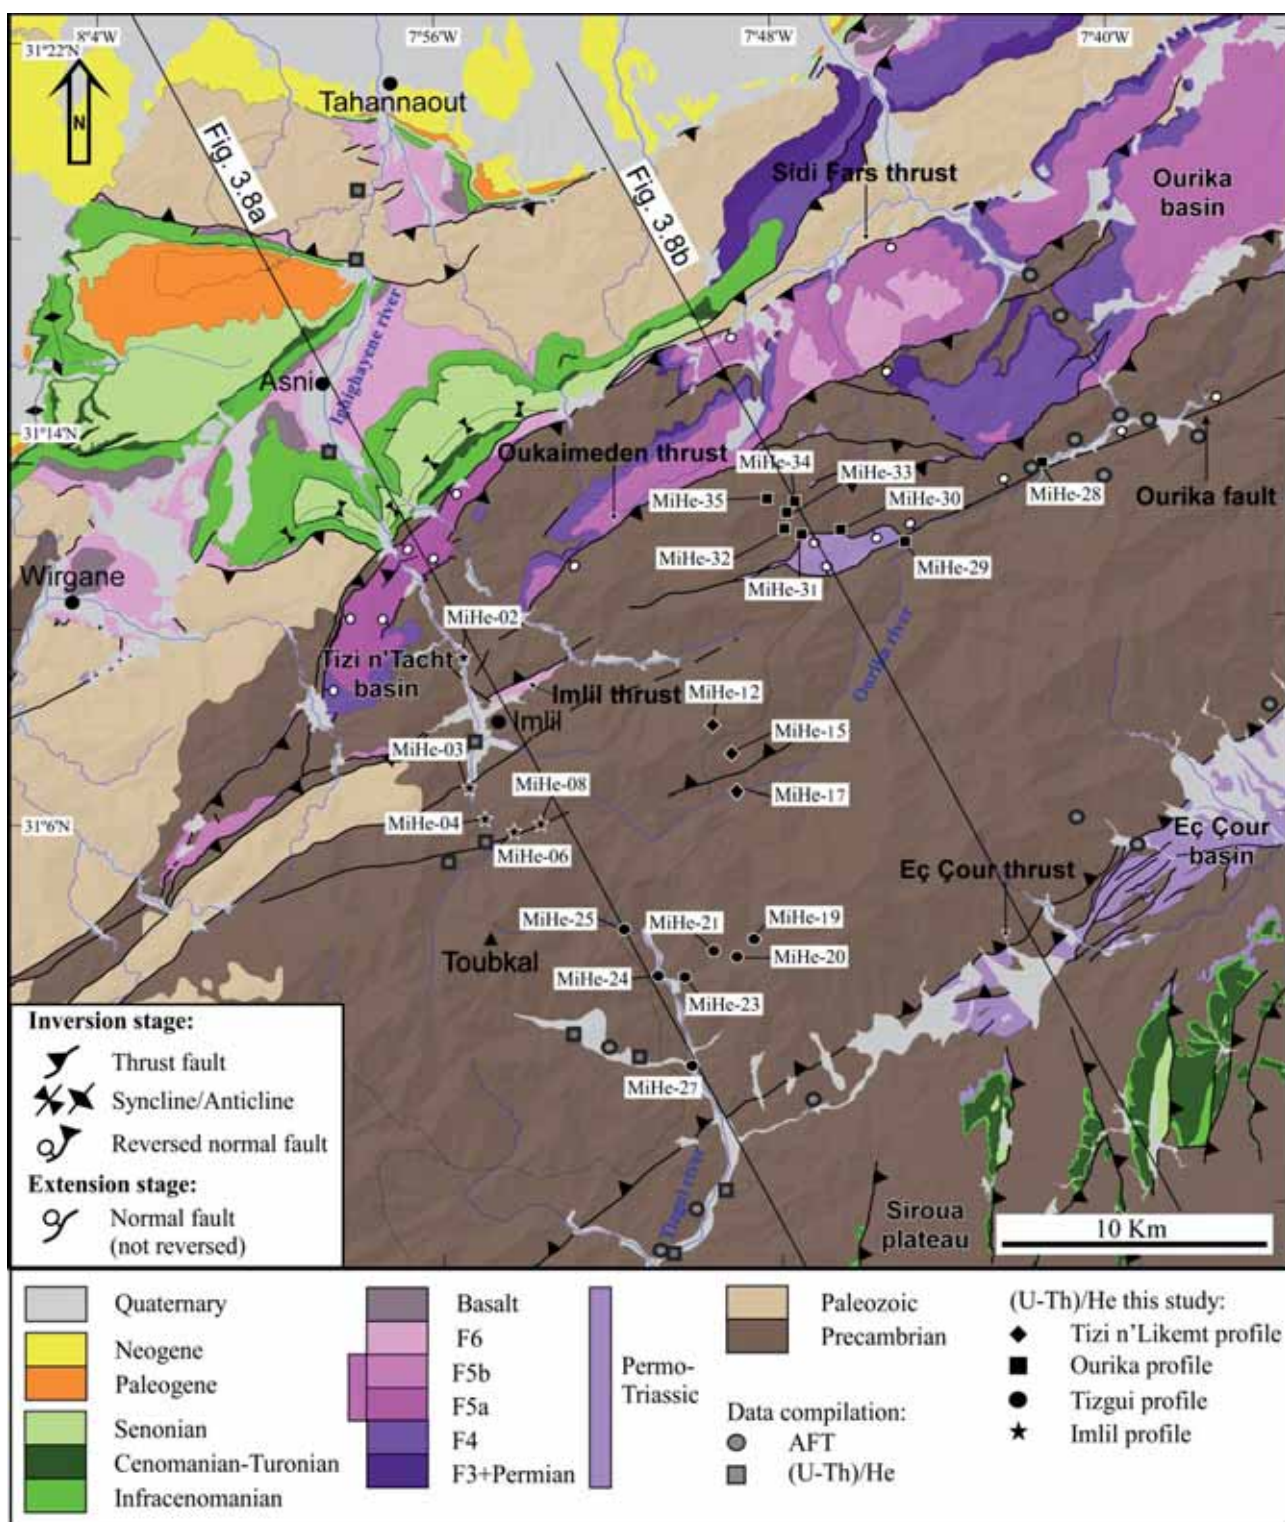 8°4'W
7°56'W
7°48'W
7°40'W
31°22'N
N
Tahannaout
Fig. 3.8a
Fig. 3.8b
Sidi Fars thrust
Ourika
basin
Ighighayene river
Asni
31°14'N
Oukaimeden thrust
MiHe-34
MiHe-33
MiHe-35
MiHe-30
MiHe-28
Ourika fault
MiHe-32
MiHe-29
MiHe-31
Wirgane
MiHe-02
Tizi n'Tacht
basin
Imlil thrust
Ourika river
MiHe-12
Imlil
MiHe-15
MiHe-03
MiHe-08
MiHe-17
31°6'N
MiHe-04
MiHe-06
Eç Çour
basin
Eç Çour thrust
MiHe-25
MiHe-21
MiHe-19
Toubkal
MiHe-20
MiHe-24
MiHe-23
MiHe-27
Tizgui river
Siroua
plateau
10 Km
Inversion stage:
Thrust fault
Syncline/Anticline
Reversed normal fault
Extension stage:
Normal fault
(not reversed)
Quaternary
Neogene
Paleogene
Senonian
Cenomanian-Turonian
Infracenomanian
Basalt
F6
F5b
F5a
F4
F3+Permian
Permo-
Triassic
Paleozoic
Precambrian
Data compilation:
AFT
(U-Th)/He
(U-Th)/He this study:
Tizi n'Likemt profile
Ourika profile
Tizgui profile
Imlil profile